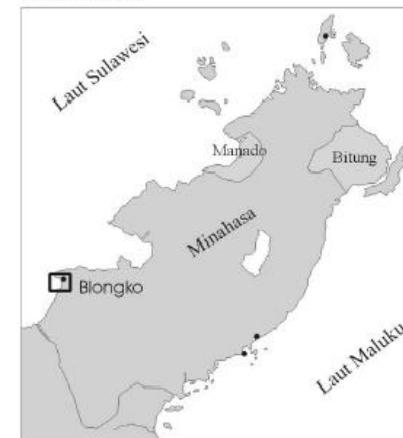 Laut Sulawesi
Manado
Bitung
Minahasa
Blongko
Laut Maluku